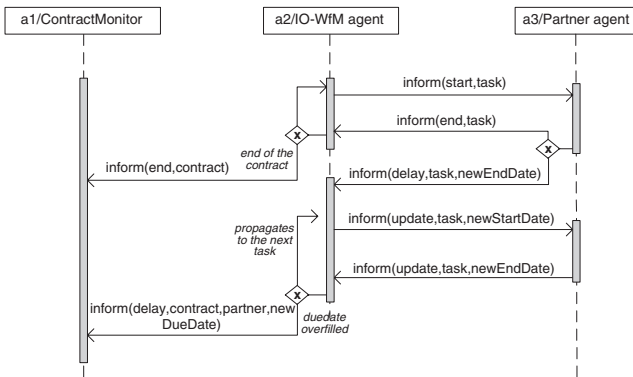 a1/ContractMonitor
a2/IO-WfM agent
a3/Partner agent
inform(start,task)
inform(end,task)
x
x
end of the
contract
inform(end,contract)
inform(delay,task,newEndDate)
propagates
to the next
task
inform(update,task,newStartDate)
inform(update,task,newEndDate)
x
inform(delay,contract,partner,new
DueDate)
duedate
overfilled